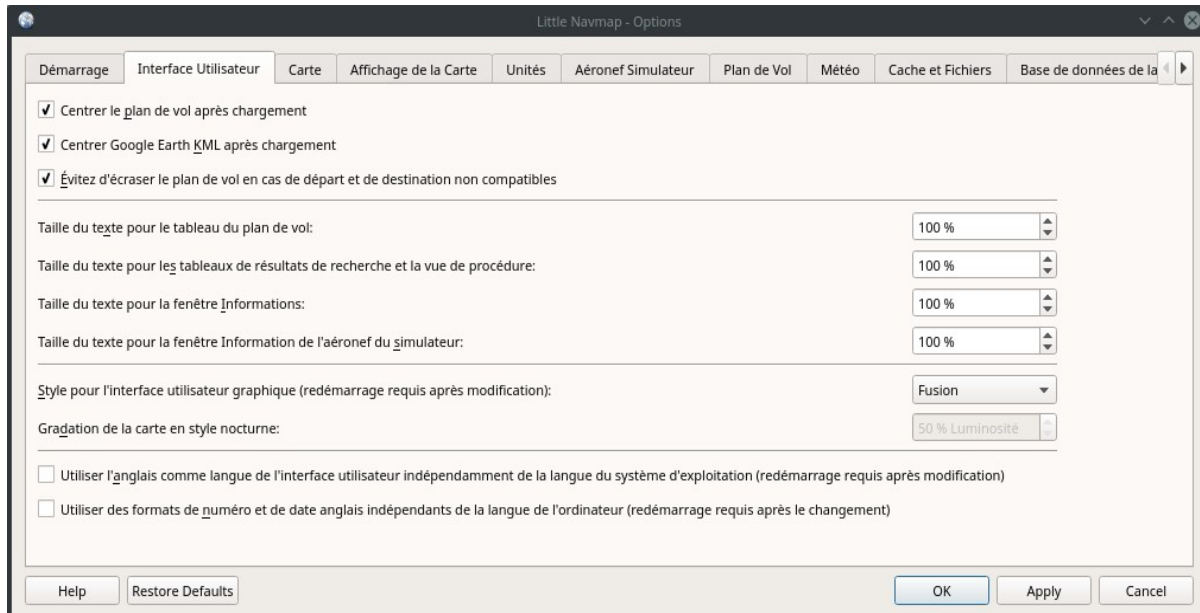 Little Navmap - Options
Démarrage Interface Utilisateur Carte Affichage de la Carte Unités Aéronef Simulateur Plan de Vol Météo Cache et Fichiers Base de données de la
Centrer le plan de vol après chargement
Centrer Google Earth KML après chargement
Évitez d'écraser le plan de vol en cas de départ et de destination non compatibles
Taille du texte pour le tableau du plan de vol: 100 %
Taille du texte pour les tableaux de résultats de recherche et la vue de procédure: 100 %
Taille du texte pour la fenêtre Informations: 100 %
Taille du texte pour la fenêtre Information de l'aéronef du simulateur: 100 %
Style pour l'interface utilisateur graphique (redémarrage requis après modification): Fusion
Gradation de la carte en style nocturne: 50 % Luminosité
Utiliser l'anglais comme langue de l'interface utilisateur indépendamment de la langue du système d'exploitation (redémarrage requis après modification)
Utiliser des formats de numéro et de date anglais indépendants de la langue de l'ordinateur (redémarrage requis après le changement)
Help Restore Defaults OK Apply Cancel